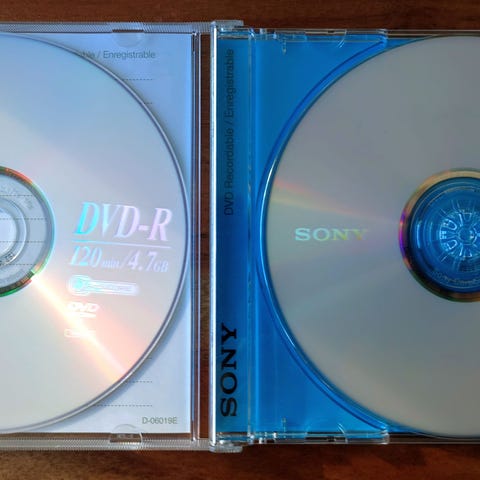 ble / Enregistrable
DVD-R
120 min/4.7GB
DVD
D-06019E
DVD Recordable / Enregistrable
SONY
SONY